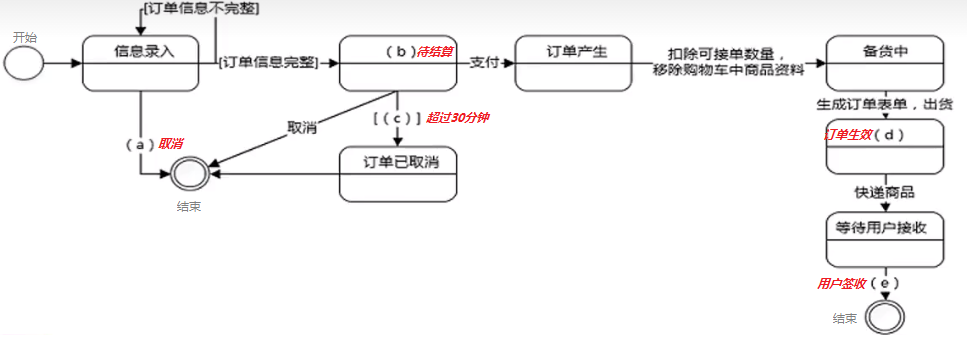 [订单信息不完整]
开始
信息录入
[订单信息完整]
（b）待结算
支付
订单产生
扣除可接单数量，
移除购物车中商品资料
备货中
生成订单表单，出货
取消
[（c）] 超过30分钟
（a）取消
订单已取消
结束
订单生效（d）
快递商品
等待用户接收
用户签收（e）
结束